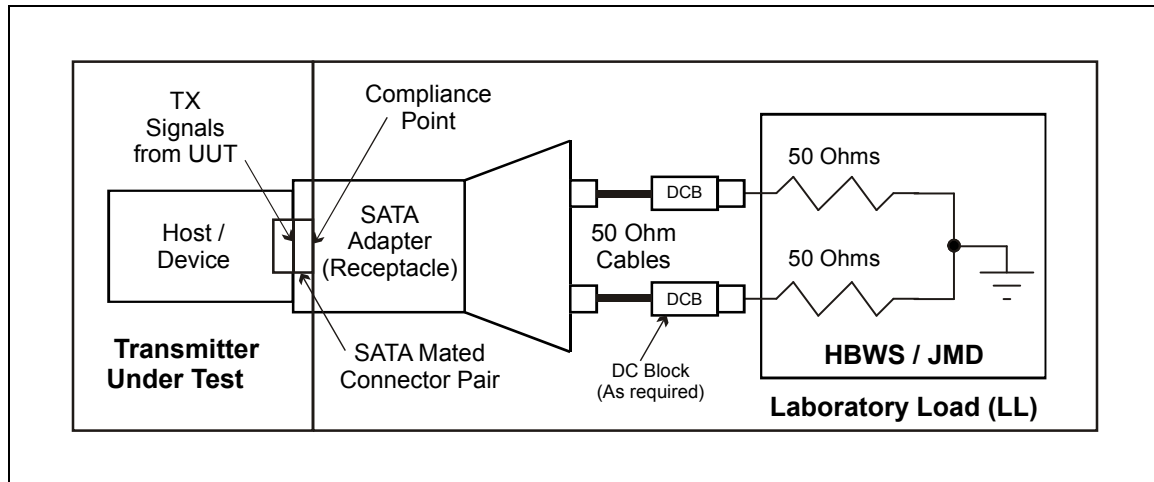 TX
Signals
from UUT
Compliance
Point
Host /
Device
SATA
Adapter
(Receptacle)
50 Ohm
Cables
DCB
DCB
50 Ohms
50 Ohms
HBWS / JMD
Transmitter
Under Test
SATA Mated
Connector Pair
DC Block
(As required)
Laboratory Load (LL)